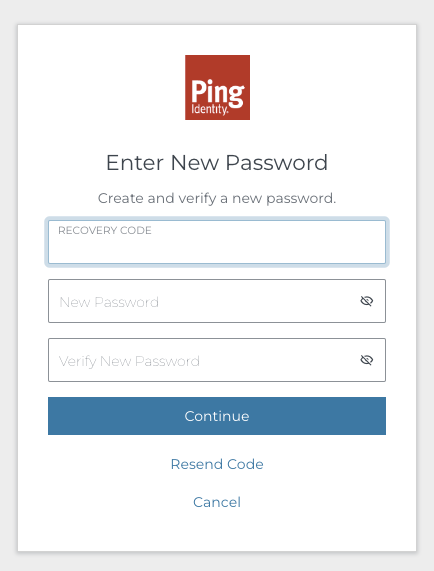 Ping
Identity.
Enter New Password
Create and verify a new password.
RECOVERY CODE
New Password
Verify New Password
Continue
Resend Code
Cancel